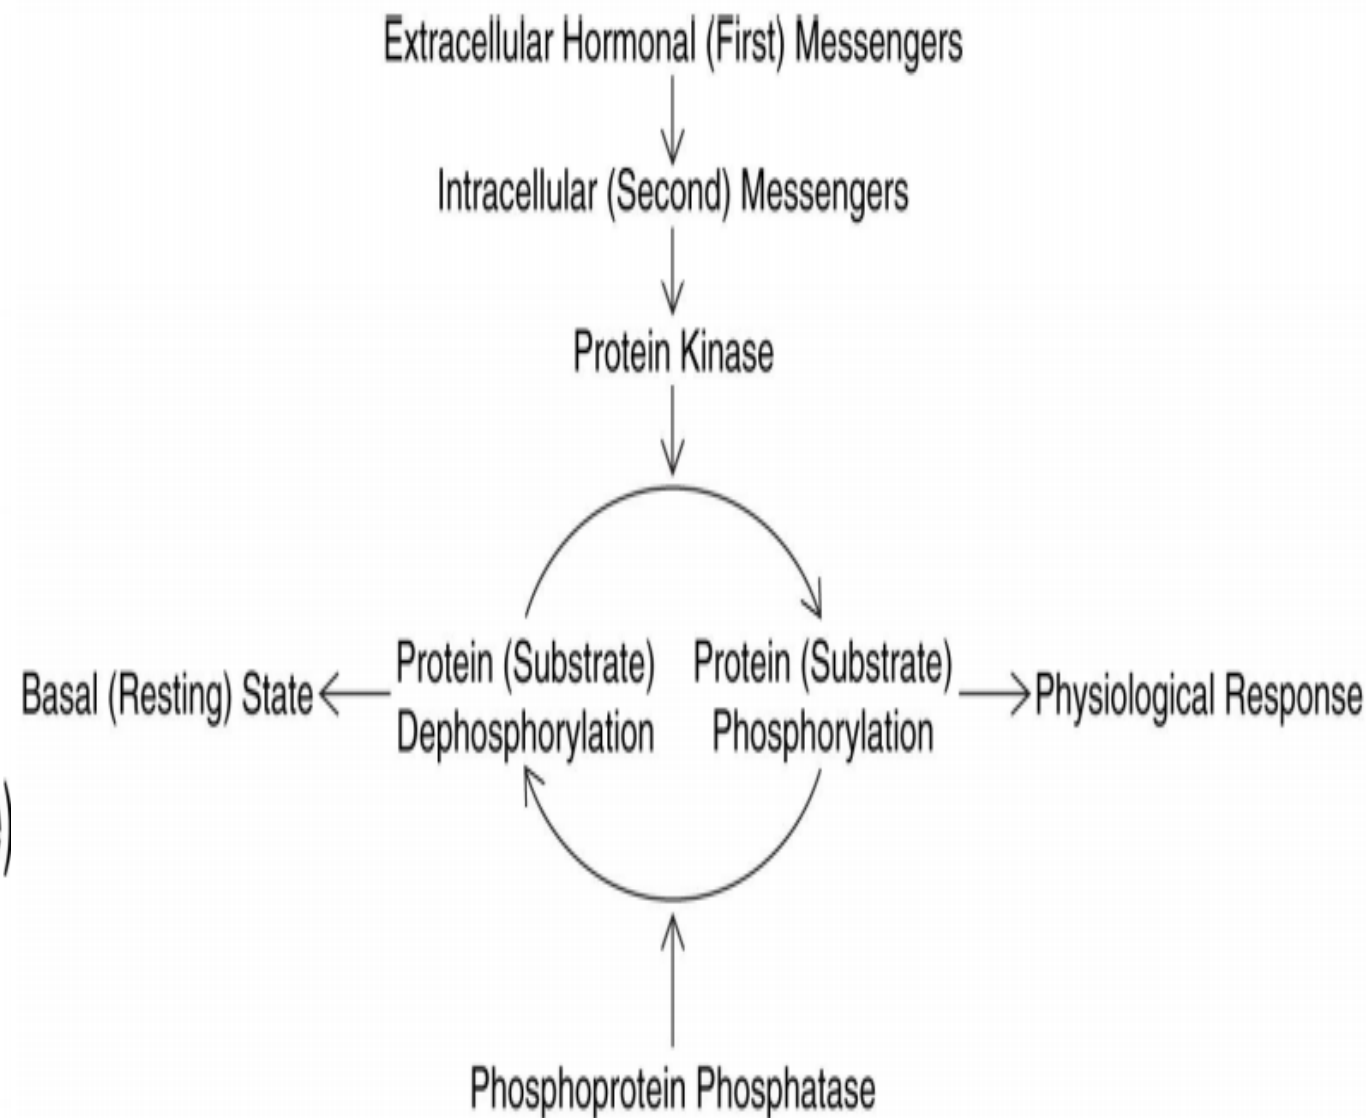 Extracellular Hormonal (First) Messengers
Intracellular (Second) Messengers
Protein Kinase
Protein (Substrate)
Dephosphorylation
Protein (Substrate)
Phosphorylation
Basal (Resting) State
Physiological Response
Phosphoprotein Phosphatase
)